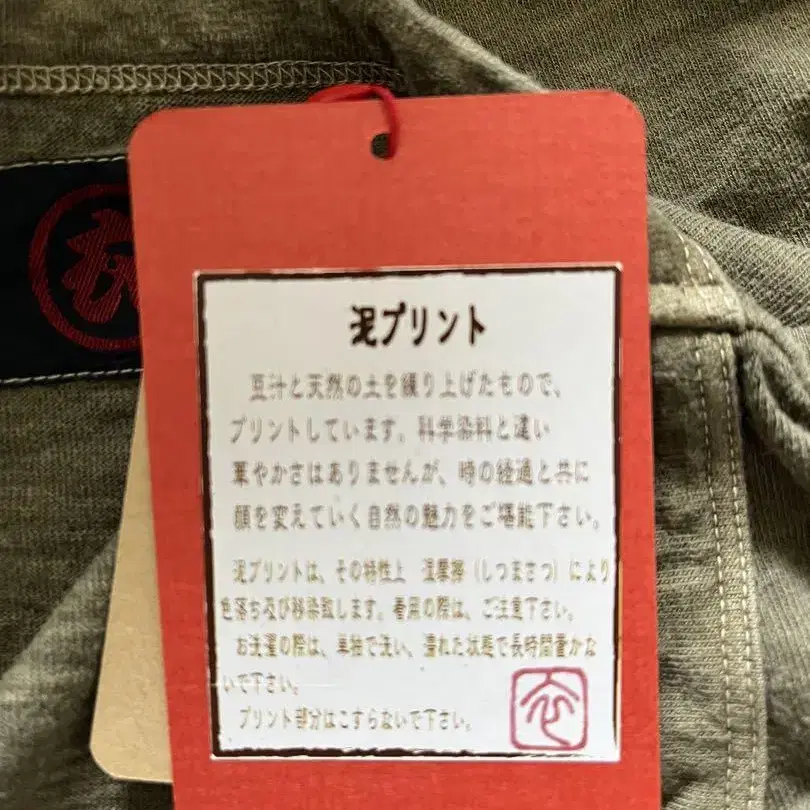 泥プリント
豆汁と天然の土を練り上げたもので、
プリントしています。科学染料と違い
華やかさはありませんが、時の経過と共に
顔を変えていく自然の魅力をご堪能下さい。
泥プリントは、その特性上 湿摩擦(しつまさつ)により
色落ち及び移染致します。着用の際は、ご注意下さい。
お洗濯の際は、単独で洗い、濡れた状態で長時間置かな
いで下さい。
プリント部分はこすらないで下さい。